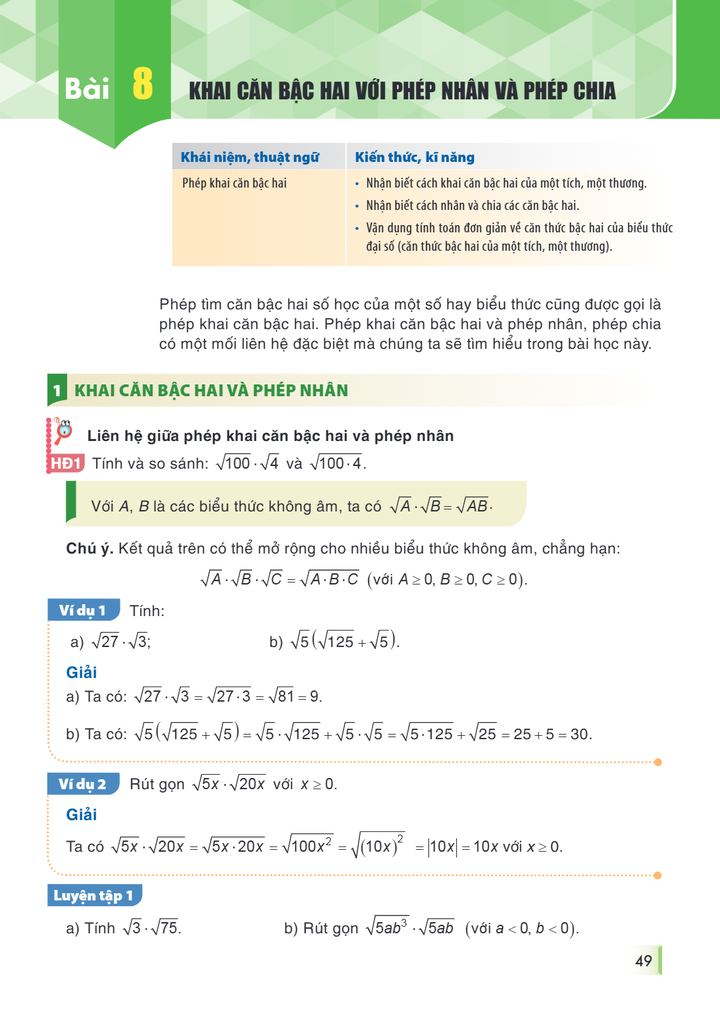 Bài 8
KHAI CĂN BẬC HAI VỚI PHÉP NHÂN VÀ PHÉP CHIA
Khái niệm, thuật ngữ
Phép khai căn bậc hai
Kiến thức, kĩ năng
• Nhận biết cách khai căn bậc hai của một tích, một thương.
• Nhận biết cách nhân và chia các căn bậc hai.
• Vận dụng tính toán đơn giản về căn thức bậc hai của biểu thức
đại số (căn thức bậc hai của một tích, một thương).
Phép tìm căn bậc hai số học của một số hay biểu thức cũng được gọi là
phép khai căn bậc hai. Phép khai căn bậc hai và phép nhân, phép chia
có một mối liên hệ đặc biệt mà chúng ta sẽ tìm hiểu trong bài học này.
1 KHAI CĂN BẬC HAI VÀ PHÉP NHÂN
Liên hệ giữa phép khai căn bậc hai và phép nhân
HĐ1 Tính và so sánh: √100 · √4 và √(100 · 4).
Với A, B là các biểu thức không âm, ta có √A · √B = √(AB).
Chú ý. Kết quả trên có thể mở rộng cho nhiều biểu thức không âm, chẳng hạn:
√A · √B · √C = √(A · B · C) (với A ≥ 0, B ≥ 0, C ≥ 0).
Ví dụ 1 Tính:
a) √27 · √3; b) √5(√125 + √5).
Giải
a) Ta có: √27 · √3 = √(27 · 3) = √81 = 9.
b) Ta có: √5(√125 + √5) = √5 · √125 + √5 · √5 = √(5 · 125) + √25 = 25 + 5 = 30.
Ví dụ 2 Rút gọn √(5x) · √(20x) với x ≥ 0.
Giải
Ta có √(5x) · √(20x) = √(5x · 20x) = √(100x²) = √((10x)²) = |10x| = 10x với x ≥ 0.
Luyện tập 1
a) Tính √3 · √75. b) Rút gọn √(5ab³) · √(5ab) (với a < 0, b < 0).
49